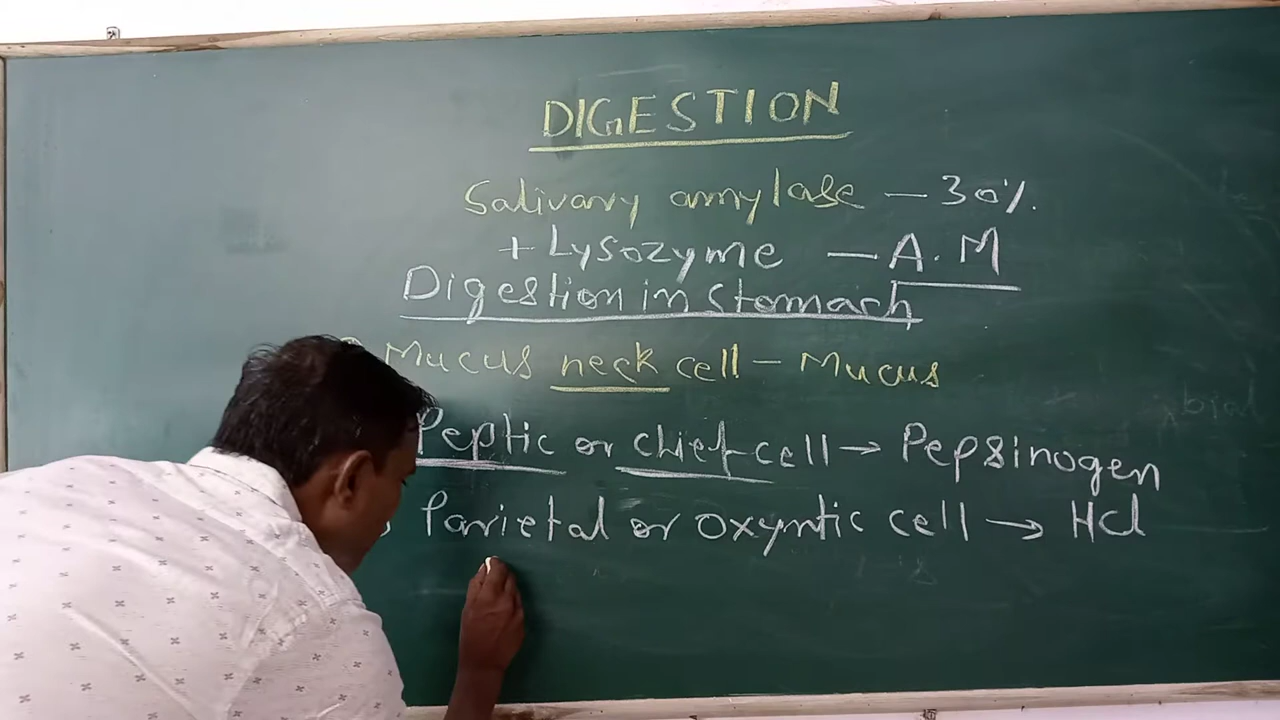 DIGESTION
Salivary amylase — 30%.
+ Lysozyme — A.M
Digestion in Stomach
Mucus neck cell — Mucus
Peptic or chief cell → Pepsinogen
Parietal or oxyntic cell → HCl